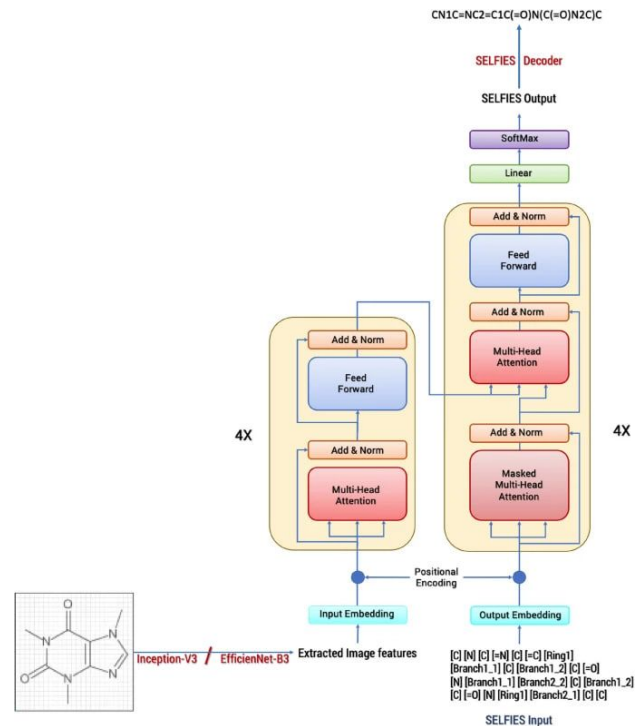 CN1C=NC2=C1C(=O)N(C(=O)N2C)C
SELFIES Decoder
SELFIES Output
SoftMax
Linear
Add & Norm
Feed
Forward
Add & Norm
Multi-Head
Attention
Add & Norm
Masked
Multi-Head
Attention
4X
Add & Norm
Feed
Forward
Add & Norm
Multi-Head
Attention
4X
Positional
Encoding
Input Embedding
Output Embedding
O
N
N
O
N
N
Inception-V3 / EfficienNet-B3
Extracted Image features
[C] [N] [C] [=N] [C] [=C] [Ring1]
Branch1_1] [C] [Branch1_2] [C] [=O]
[N] [Branch1_1] [Branch2_2] [C] [Branch1_2]
[C] [=O] [N] [Ring1] [Branch2_1] [C] [C]
SELFIES Input